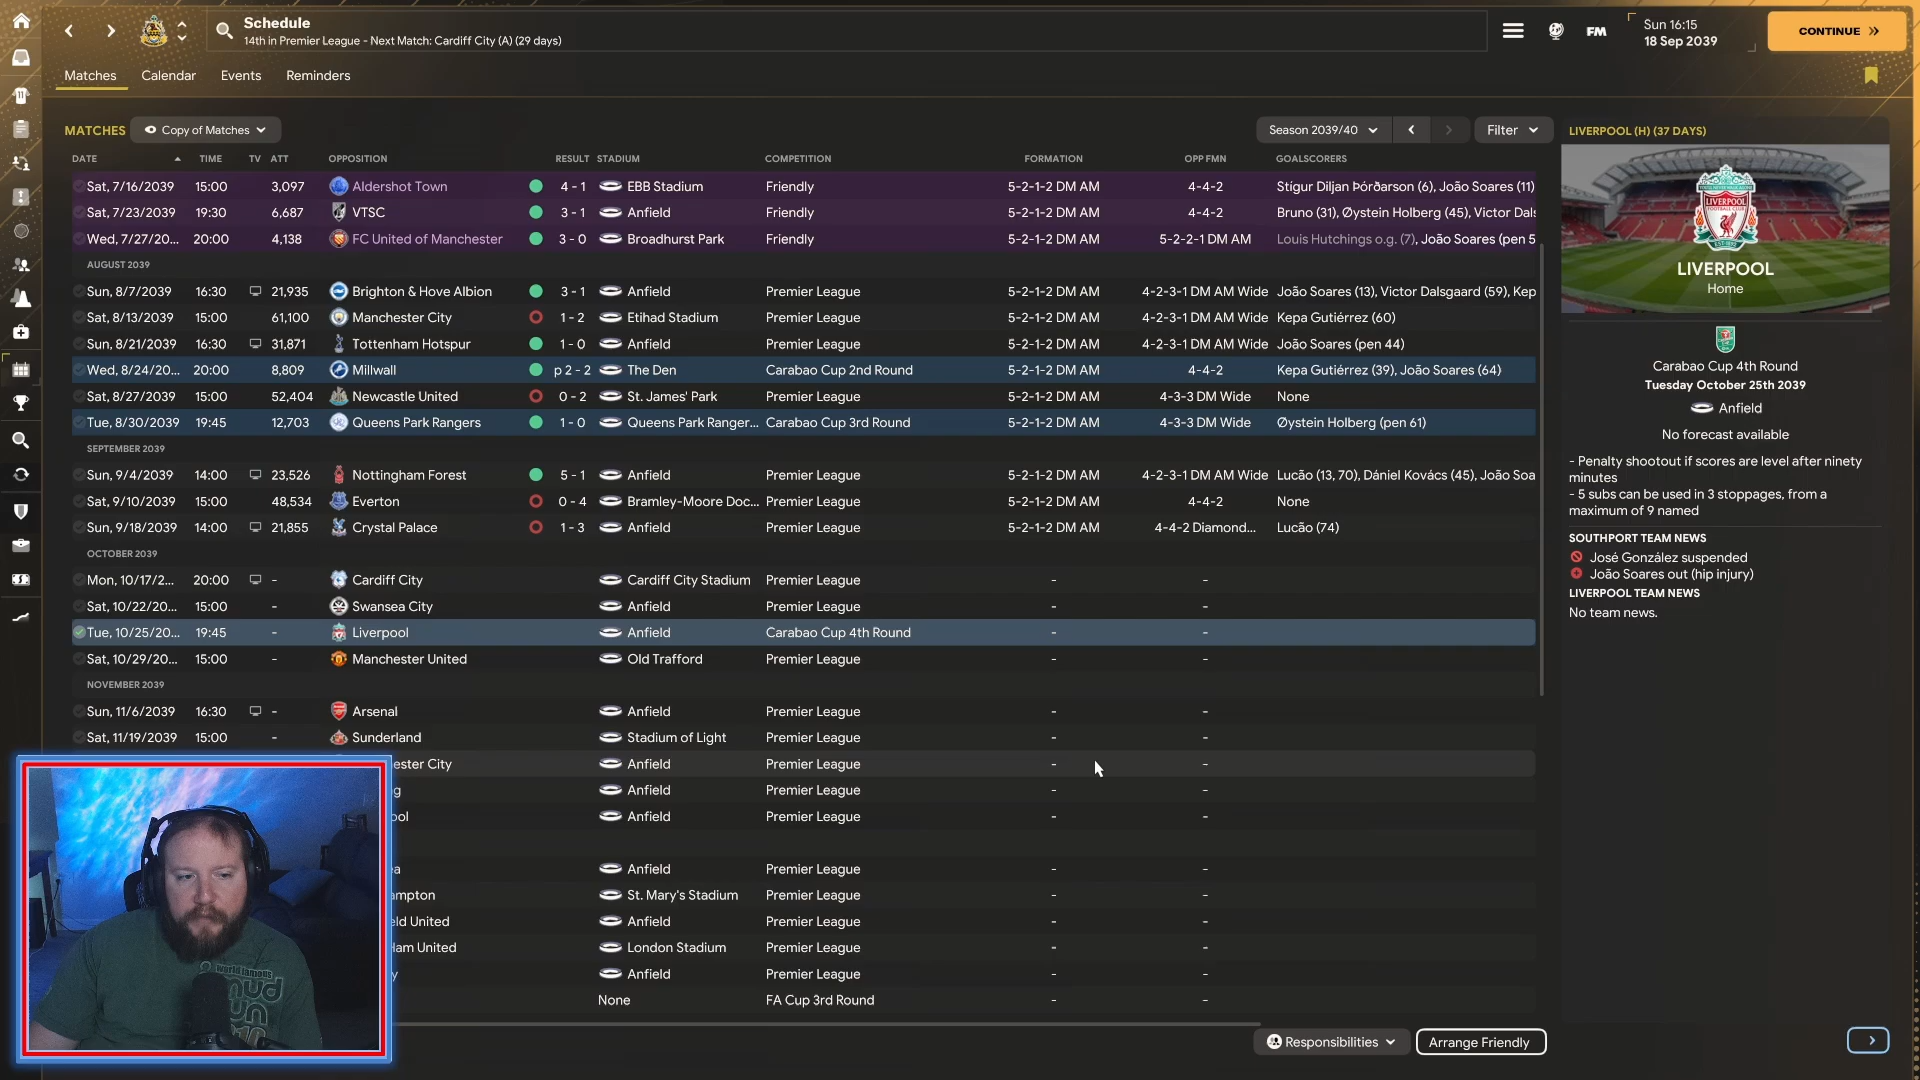 Schedule
14th in Premier League - Next Match: Cardiff City (A) (29 days)
FM
Sun 16:15
18 Sep 2039
CONTINUE
Matches Calendar Events Reminders
MATCHES Copy of Matches Season 2039/40 Filter
DATE TIME TV ATT OPPOSITION RESULT STADIUM COMPETITION FORMATION OPP FMN GOALSCORERS
Sat, 7/16/2039 15:00 3,097 Aldershot Town 4 - 1 EBB Stadium Friendly 5-2-1-2 DM AM 4-4-2 Stígur Diljan Þórðarson (6), João Soares (11)
Sat, 7/23/2039 19:30 6,687 VTSC 3 - 1 Anfield Friendly 5-2-1-2 DM AM 4-4-2 Bruno (31), Øystein Holberg (45), Victor Dals
Wed, 7/27/20... 20:00 4,138 FC United of Manchester 3 - 0 Broadhurst Park Friendly 5-2-1-2 DM AM 5-2-2-1 DM AM Louis Hutchings o.g. (7), João Soares (pen 5
AUGUST 2039
Sun, 8/7/2039 16:30 21,935 Brighton & Hove Albion 3 - 1 Anfield Premier League 5-2-1-2 DM AM 4-2-3-1 DM AM Wide João Soares (13), Victor Dalsgaard (59), Kep
Sat, 8/13/2039 15:00 61,100 Manchester City 1 - 2 Etihad Stadium Premier League 5-2-1-2 DM AM 4-2-3-1 DM AM Wide Kepa Gutiérrez (60)
Sun, 8/21/2039 16:30 31,871 Tottenham Hotspur 1 - 0 Anfield Premier League 5-2-1-2 DM AM 4-2-3-1 DM AM Wide João Soares (pen 44)
Wed, 8/24/20... 20:00 8,809 Millwall p 2 - 2 The Den Carabao Cup 2nd Round 5-2-1-2 DM AM 4-4-2 Kepa Gutiérrez (39), João Soares (64)
Sat, 8/27/2039 15:00 52,404 Newcastle United 0 - 2 St. James' Park Premier League 5-2-1-2 DM AM 4-3-3 DM Wide None
Tue, 8/30/2039 19:45 12,703 Queens Park Rangers 1 - 0 Queens Park Ranger... Carabao Cup 3rd Round 5-2-1-2 DM AM 4-3-3 DM Wide Øystein Holberg (pen 61)
SEPTEMBER 2039
Sun, 9/4/2039 14:00 23,526 Nottingham Forest 5 - 1 Anfield Premier League 5-2-1-2 DM AM 4-2-3-1 DM AM Wide Lucão (13, 70), Dániel Kovács (45), João Soa
Sat, 9/10/2039 15:00 48,534 Everton 0 - 4 Bramley-Moore Doc... Premier League 5-2-1-2 DM AM 4-4-2 None
Sun, 9/18/2039 14:00 21,855 Crystal Palace 1 - 3 Anfield Premier League 5-2-1-2 DM AM 4-4-2 Diamond... Lucão (74)
OCTOBER 2039
Mon, 10/17/2... 20:00 - Cardiff City Cardiff City Stadium Premier League - -
Sat, 10/22/20... 15:00 - Swansea City Anfield Premier League - -
Tue, 10/25/20... 19:45 - Liverpool Anfield Carabao Cup 4th Round - -
Sat, 10/29/20... 15:00 - Manchester United Old Trafford Premier League - -
NOVEMBER 2039
Sun, 11/6/2039 16:30 - Arsenal Anfield Premier League - -
Sat, 11/19/2039 15:00 - Sunderland Stadium of Light Premier League - -
ester City Anfield Premier League - -
g Anfield Premier League - -
ool Anfield Premier League - -
a Anfield Premier League - -
ampton St. Mary's Stadium Premier League - -
eld United Anfield Premier League - -
Ham United London Stadium Premier League - -
y Anfield Premier League - -
None FA Cup 3rd Round - -
Responsibilities Arrange Friendly
LIVERPOOL (H) (37 DAYS)
LIVERPOOL
Home
Carabao Cup 4th Round
Tuesday October 25th 2039
Anfield
No forecast available
- Penalty shootout if scores are level after ninety
minutes
- 5 subs can be used in 3 stoppages, from a
maximum of 9 named
SOUTHPORT TEAM NEWS
José González suspended
João Soares out (hip injury)
LIVERPOOL TEAM NEWS
No team news.